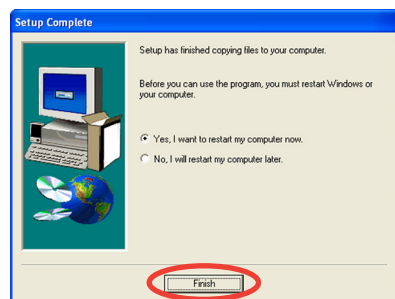 Setup Complete
Setup has finished copying files to your computer.
Before you can use the program, you must restart Windows or
your computer.
Yes, I want to restart my computer now.
No, I will restart my computer later.
Finish